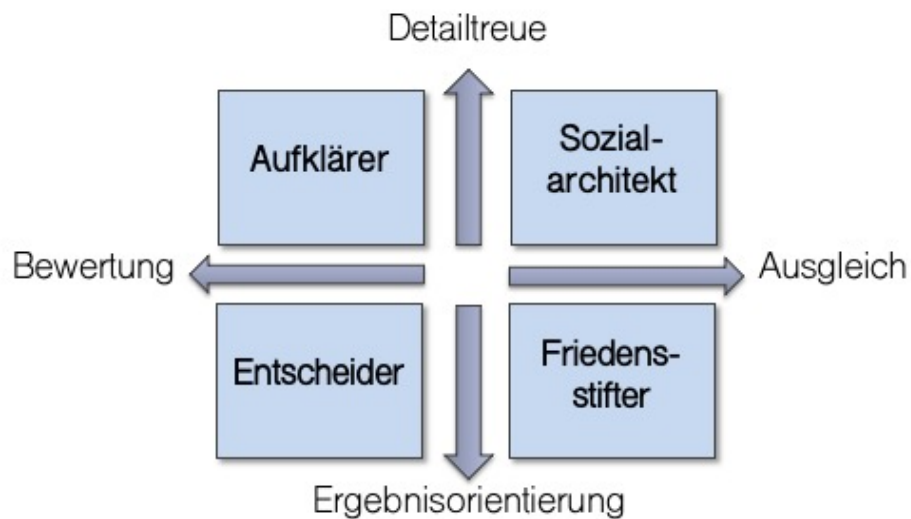 Detailtreue
Aufklärer
Sozial-
architekt
Bewertung
Ausgleich
Entscheider
Friedens-
stifter
Ergebnisorientierung